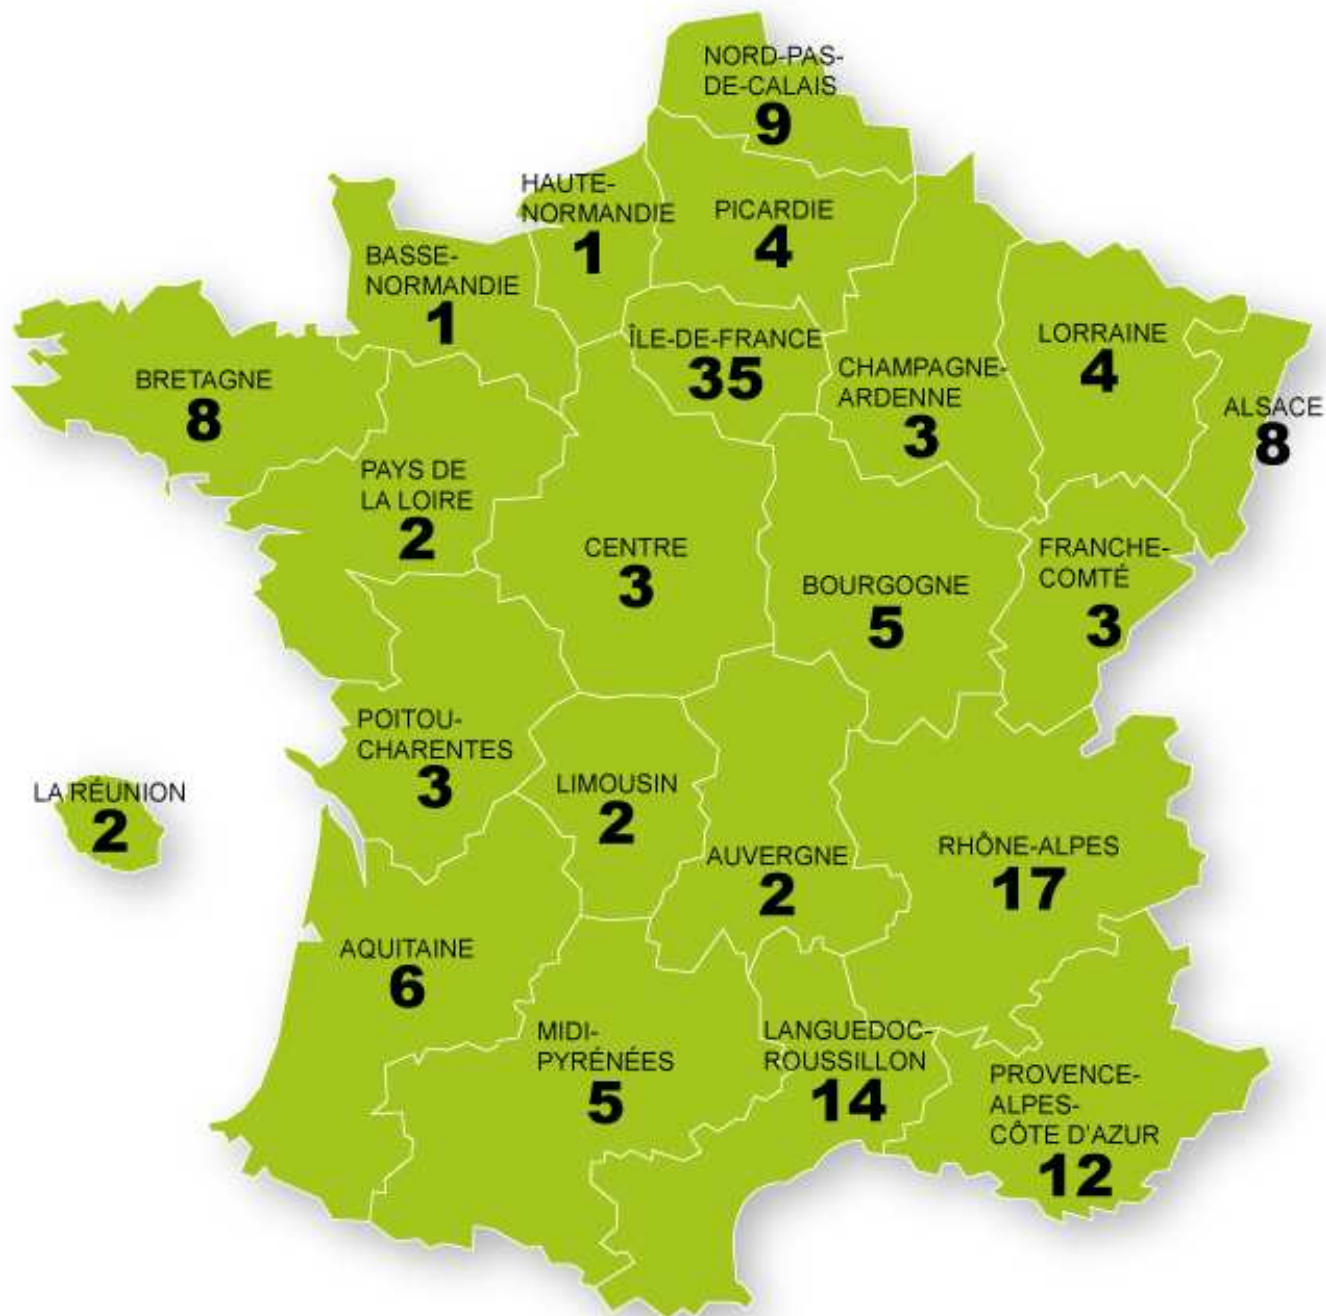 NORD-PAS-
DE-CALAIS
9
HAUTE-
NORMANDIE
1
PICARDIE
4
BASSE-
NORMANDIE
1
ÎLE-DE-FRANCE
35
CHAMPAGNE-
ARDENNE
3
LORRAINE
4
ALSACE
8
BRETAGNE
8
PAYS DE
LA LOIRE
2
CENTRE
3
BOURGOGNE
5
FRANCHE-
COMTÉ
3
POITOU-
CHARENTES
3
LIMOUSIN
2
AUVERGNE
2
RHÔNE-ALPES
17
LA RÉUNION
2
AQUITAINE
6
MIDI-
PYRÉNÉES
5
LANGUEDOC-
ROUSSILLON
14
PROVENCE-
ALPES-
CÔTE D'AZUR
12